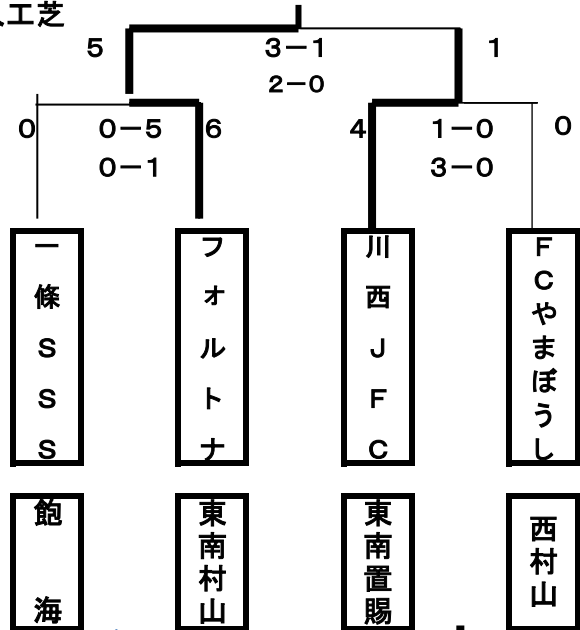 工芝
5 3－1 1
2－0
0 0－5 6 4 1－0 0
0－1 3－0
一條SSS
フォルトナ
川西JFC
FCやまぼうし
飽海
東南村山
東南置賜
西村山